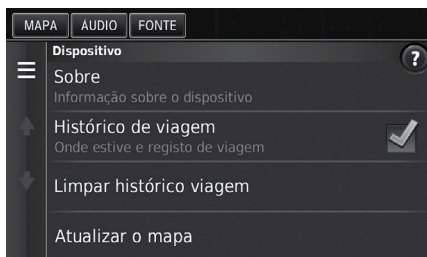 MAPA ÁUDIO FONTE
Dispositivo
?
Sobre
Informação sobre o dispositivo
Histórico de viagem
Onde estive e registo de viagem
Limpar histórico viagem
Atualizar o mapa